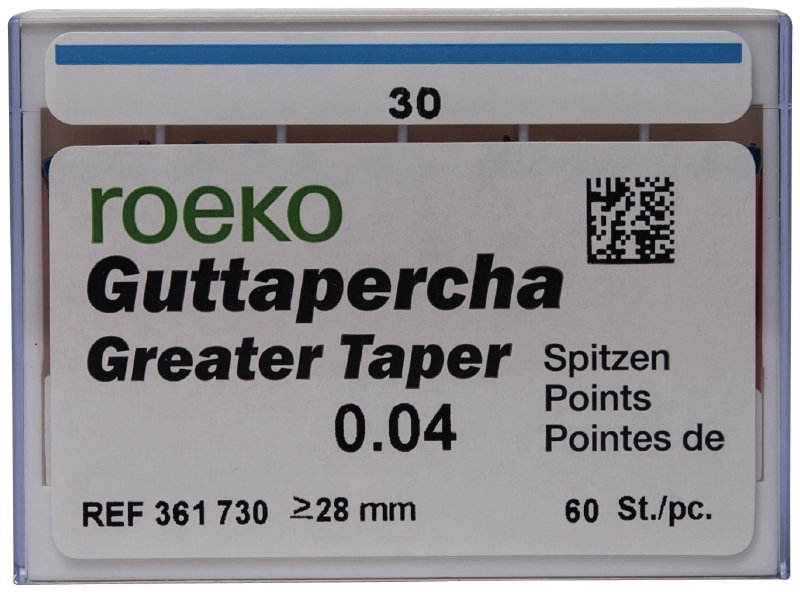 30
roeko
Guttapercha
Greater Taper
0.04
Spitzen
Points
Pointes de
REF 361 730 ≥28 mm 60 St./pc.